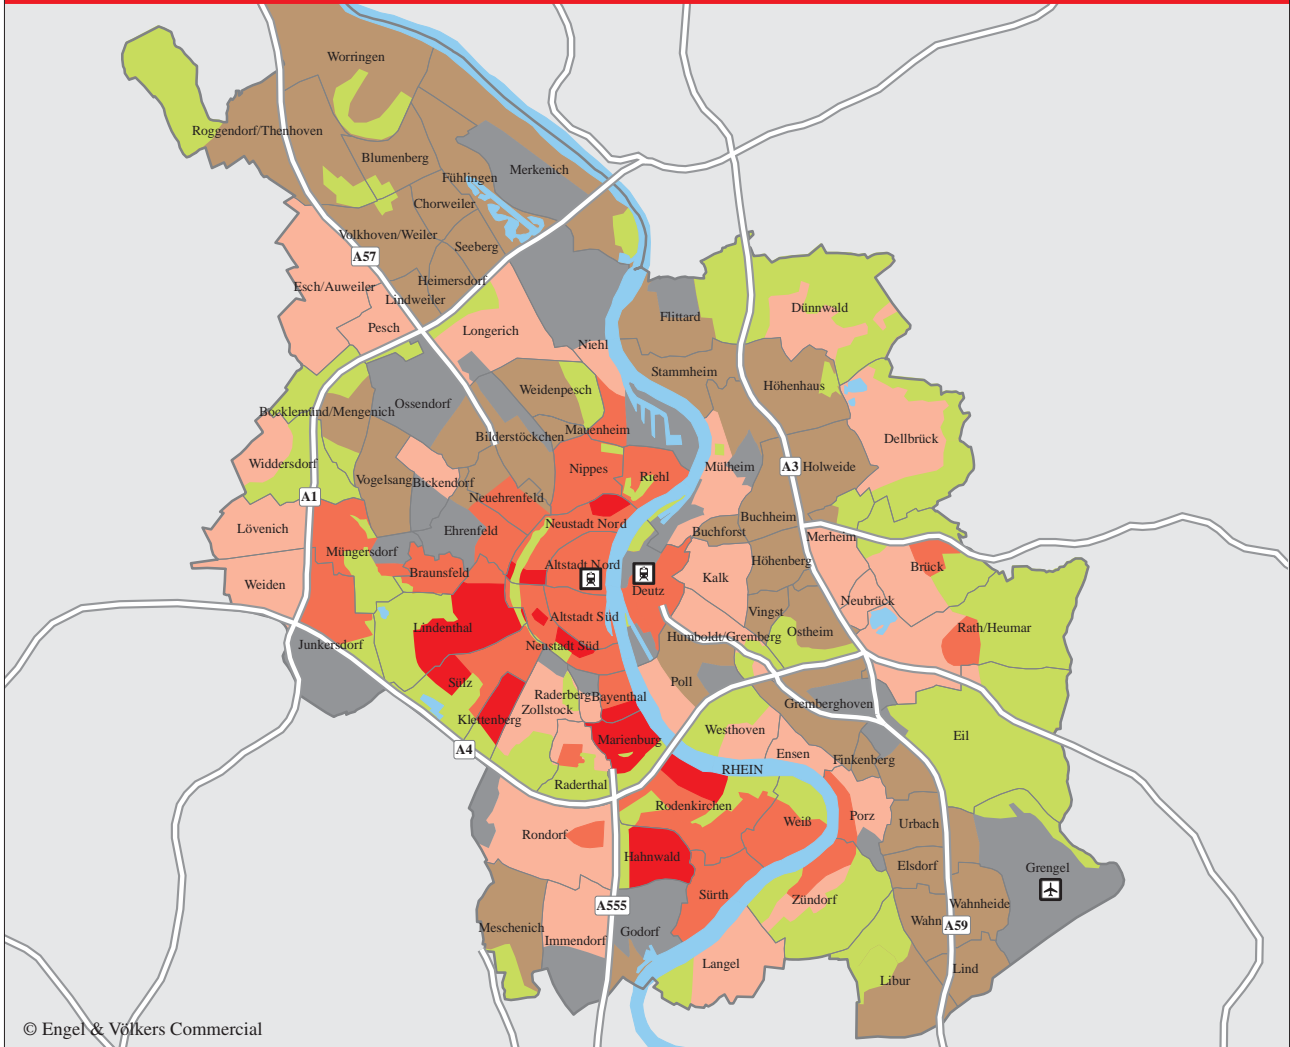 Worringen
Roggendorf/Thenhoven
Blumenberg
Merkenich
Fühlingen
Chorweiler
Volkhoven/Weiler
Seeberg
A57
Heimersdorf
Esch/Auweiler
Lindweiler
Pesch
Longerich
Niehl
Flittard
Dünnwald
Stammheim
Höhenhaus
Weidenpesch
Ossendorf
Bocklemünd/Mengenich
Mauenheim
Bilderstöckchen
Dellbrück
Widdersdorf
Nippes
Riehl
Mülheim
A3
Holweide
Vogelsang
Bickendorf
A1
Neuehrenfeld
Neustadt Nord
Buchheim
Lövenich
Ehrenfeld
Buchforst
Merheim
Müngersdorf
Altstadt Nord
Höhenberg
Braunsfeld
Kalk
Brück
Weiden
Deutz
Neubrück
Altstadt Süd
Vingst
Lindenthal
Humboldt/Gremberg
Ostheim
Rath/Heumar
Junkersdorf
Neustadt Süd
Sülz
Poll
Raderberg
Bayenthal
Zollstock
Gremberghoven
Klettenberg
Marienburg
Westhoven
Eil
A4
Ensen
Finkenberg
RHEIN
Raderthal
Rodenkirchen
Weiß
Porz
Urbach
Rondorf
Hahnwald
Elsdorf
Grengel
Sürth
Zündorf
A555
Wahnheide
Meschenich
Wahn
A59
Godorf
Immendorf
Langel
Lind
Libur
© Engel & Völkers Commercial